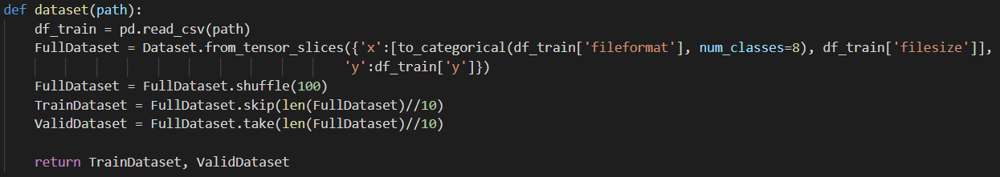 def dataset(path):
df_train = pd.read_csv(path)
FullDataset = Dataset.from_tensor_slices({'x':[to_categorical(df_train['fileformat'], num_classes=8), df_train['filesize']],
'y':df_train['y']})
FullDataset = FullDataset.shuffle(100)
TrainDataset = FullDataset.skip(len(FullDataset)//10)
ValidDataset = FullDataset.take(len(FullDataset)//10)
return TrainDataset, ValidDataset